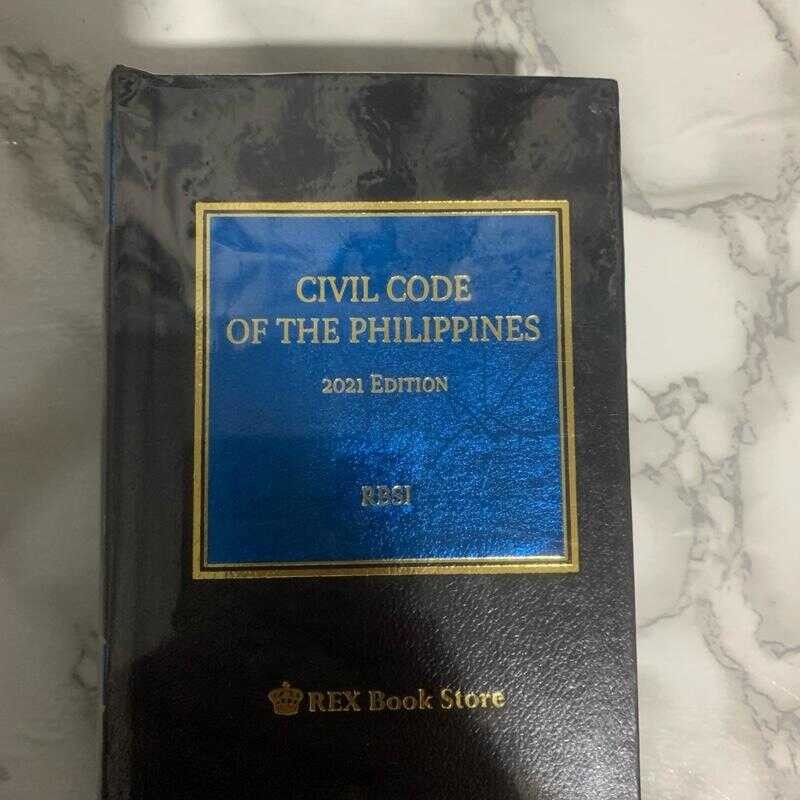 CIVIL CODE
OF THE PHILIPPINES
2021 EDITION
RBSI
REX Book Store